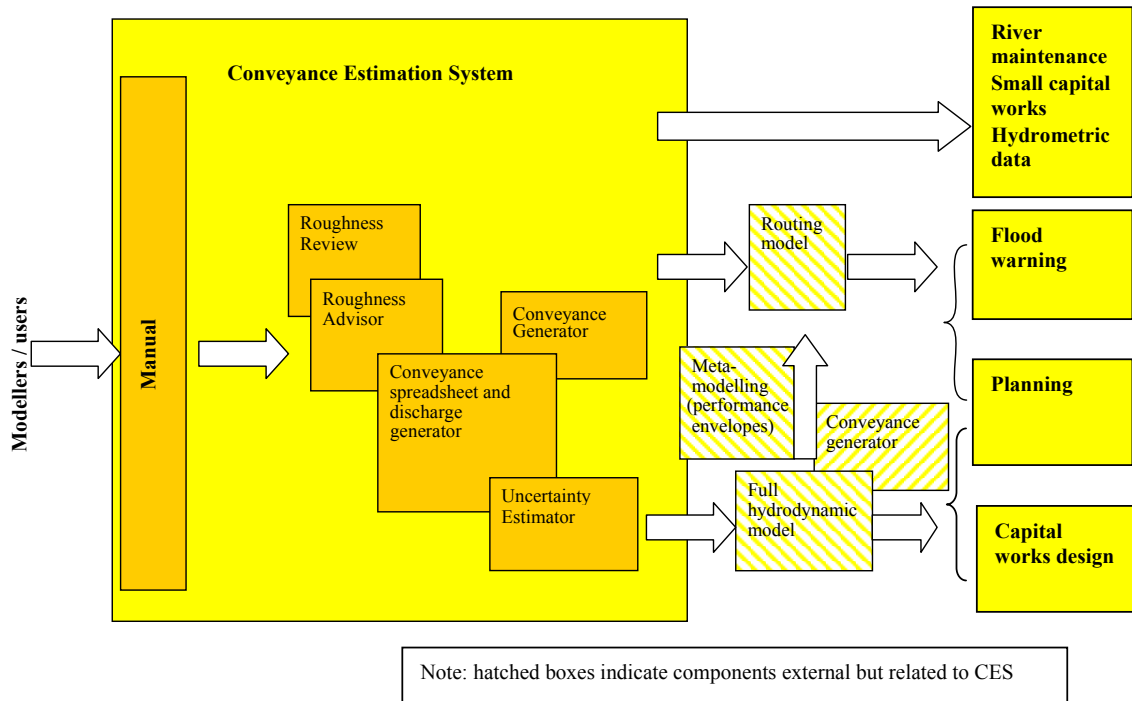 Conveyance Estimation System
Modellers / users
Manual
Roughness
Review
Roughness
Advisor
Conveyance
Generator
Conveyance
spreadsheet and
discharge
generator
Uncertainty
Estimator
Routing
model
Meta-
modelling
(performance
envelopes)
Conveyance
generator
Full
hydrodynamic
model
River
maintenance
Small capital
works
Hydrometric
data
Flood
warning
Planning
Capital
works design
Note: hatched boxes indicate components external but related to CES